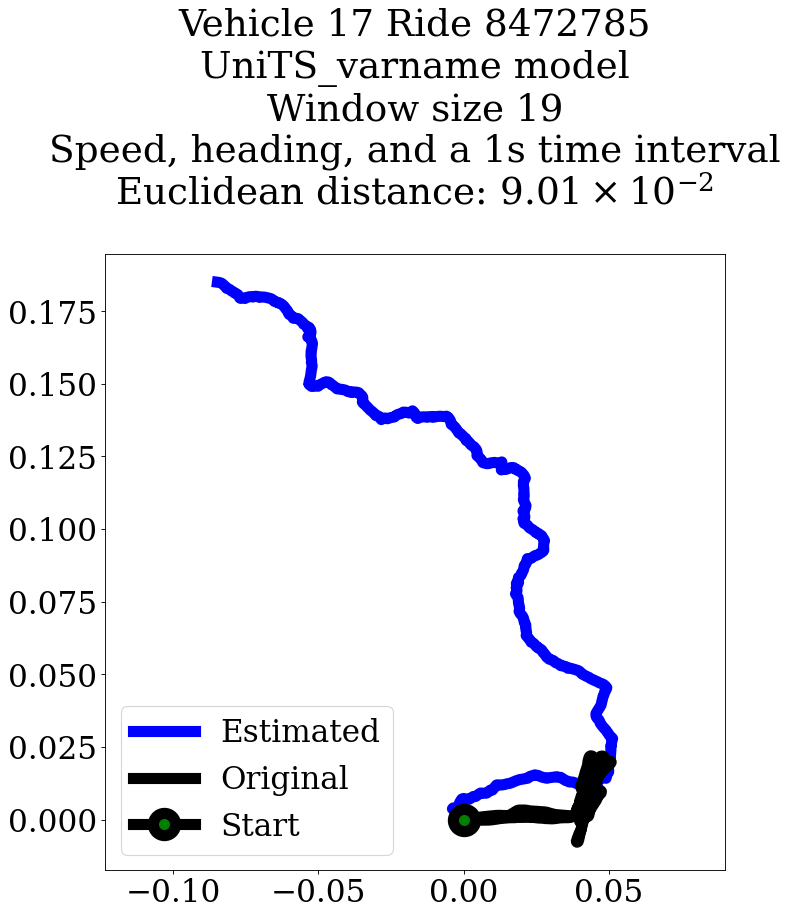 Vehicle 17 Ride 8472785
UniTS_varname model
Window size 19
Speed, heading, and a 1s time interval
Euclidean distance: 9.01 × 10⁻²
0.175
0.150
0.125
0.100
0.075
0.050
0.025
0.000
Estimated
Original
Start
−0.10 −0.05 0.00 0.05